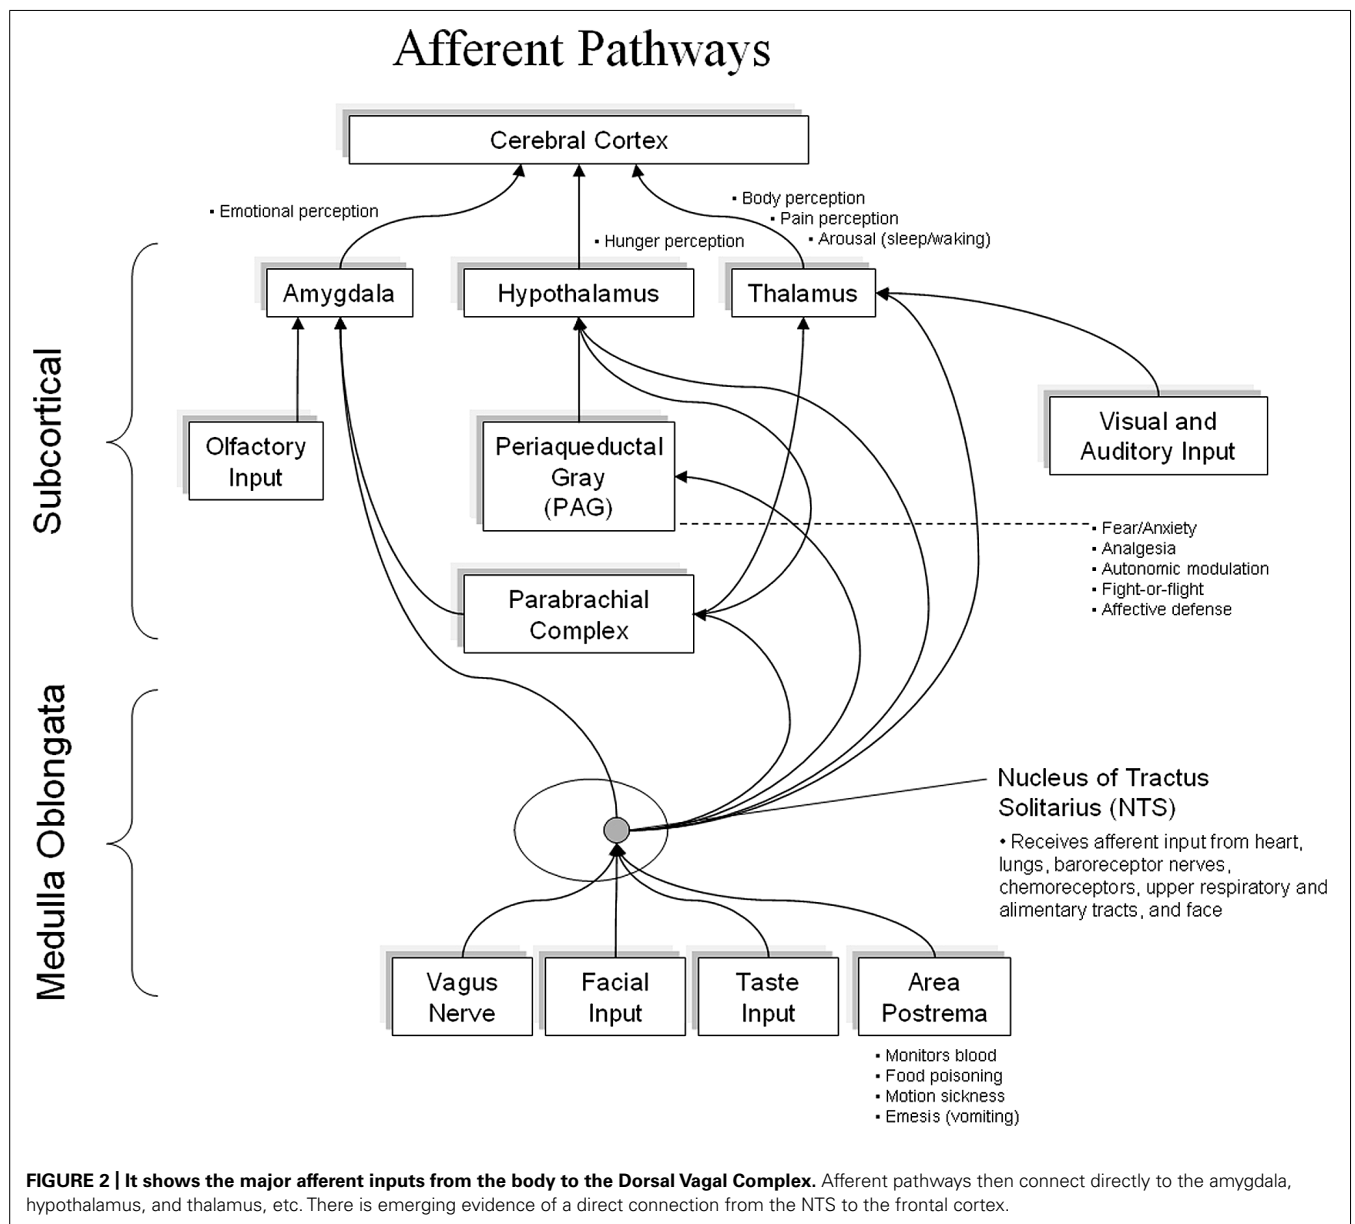 Afferent Pathways
Cerebral Cortex
▪ Emotional perception
▪ Body perception
▪ Pain perception
▪ Arousal (sleep/waking)
▪ Hunger perception
Amygdala
Hypothalamus
Thalamus
Subcortical
Olfactory
Input
Periaqueductal
Gray
(PAG)
Visual and
Auditory Input
▪ Fear/Anxiety
▪ Analgesia
▪ Autonomic modulation
▪ Fight-or-flight
▪ Affective defense
Parabrachial
Complex
Medulla Oblongata
Nucleus of Tractus
Solitarius (NTS)
• Receives afferent input from heart,
lungs, baroreceptor nerves,
chemoreceptors, upper respiratory and
alimentary tracts, and face
Vagus
Nerve
Facial
Input
Taste
Input
Area
Postrema
▪ Monitors blood
▪ Food poisoning
▪ Motion sickness
▪ Emesis (vomiting)
FIGURE 2 | It shows the major afferent inputs from the body to the Dorsal Vagal Complex. Afferent pathways then connect directly to the amygdala,
hypothalamus, and thalamus, etc. There is emerging evidence of a direct connection from the NTS to the frontal cortex.